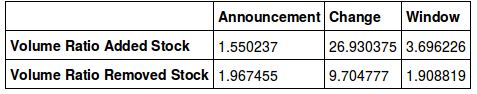 Announcement Change Window
Volume Ratio Added Stock 1.550237 26.930375 3.696226
Volume Ratio Removed Stock 1.967455 9.704777 1.908819